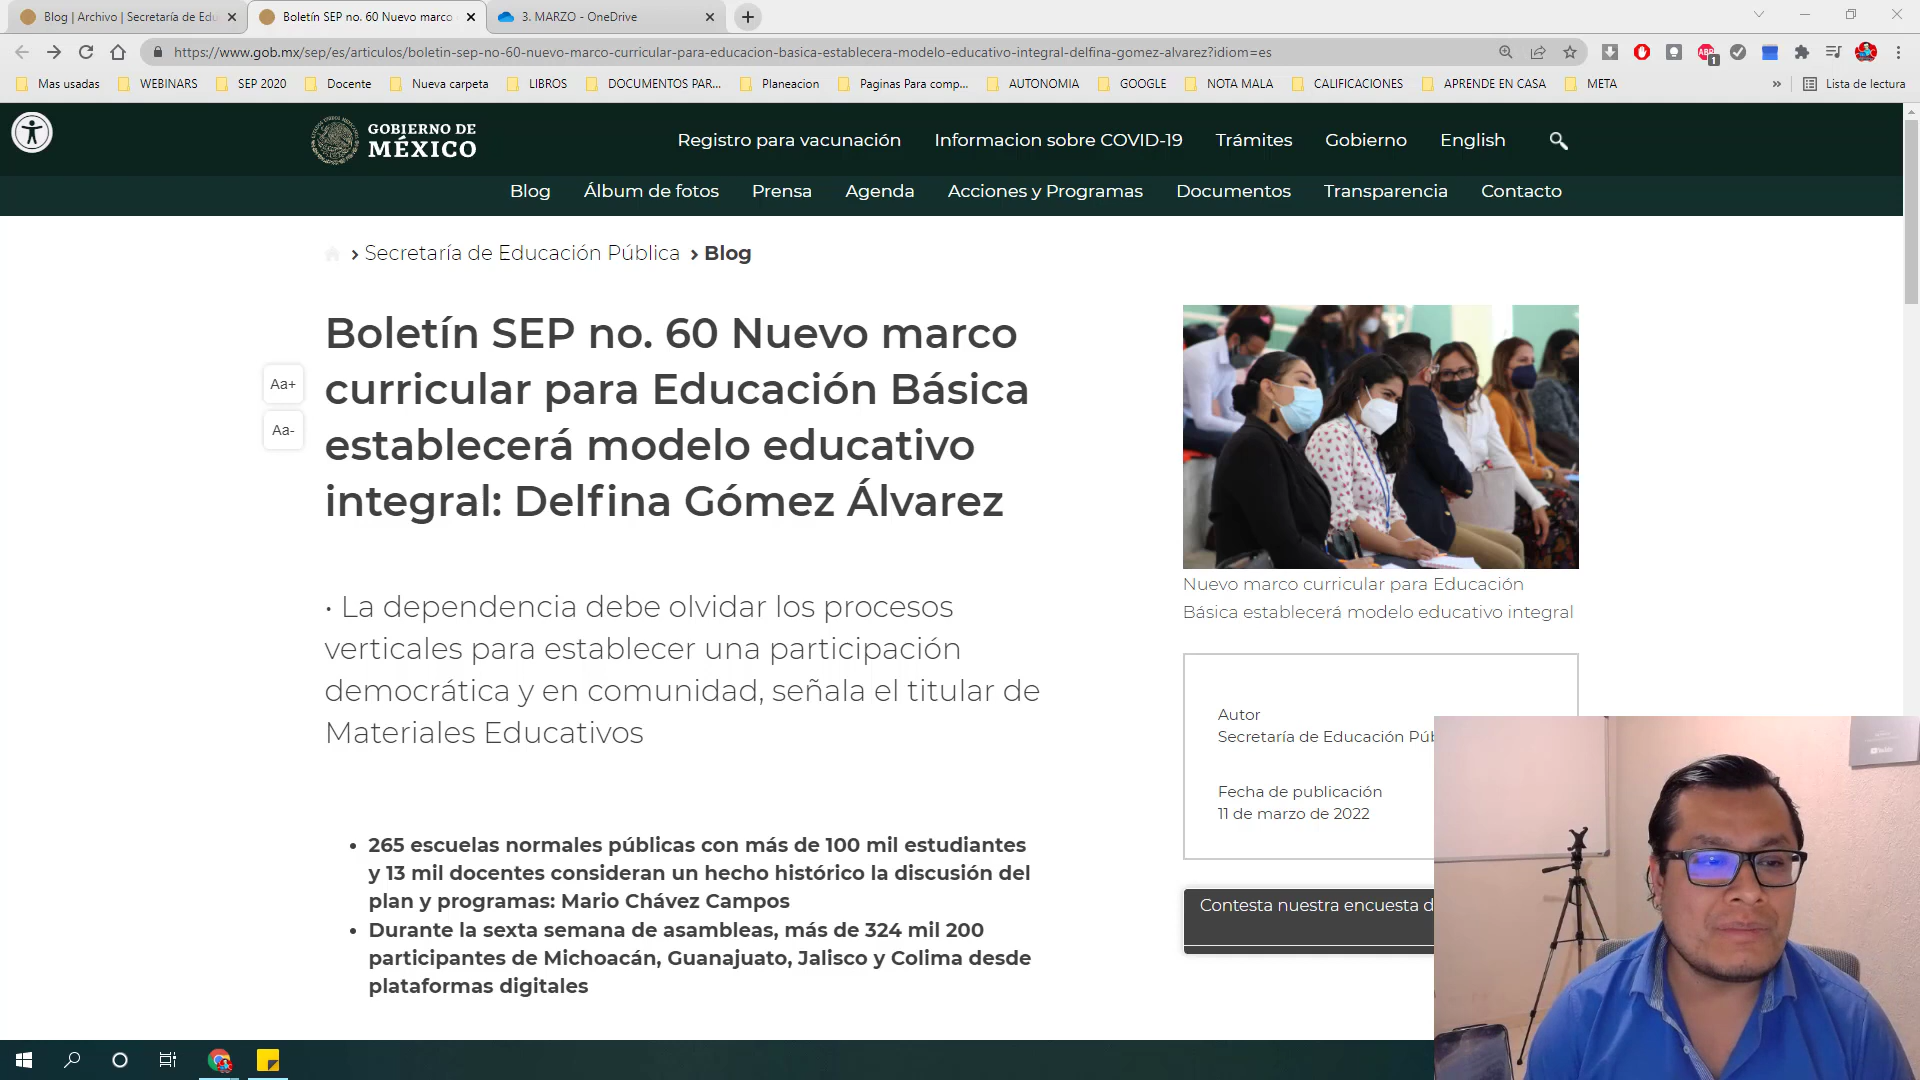 Blog | Archivo | Secretaría de Edu
Boletín SEP no. 60 Nuevo marco
3. MARZO - OneDrive
https://www.gob.mx/sep/es/articulos/boletin-sep-no-60-nuevo-marco-curricular-para-educacion-basica-establecera-modelo-educativo-integral-delfina-gomez-alvarez?idiom=es
ABP
1
Mas usadas
WEBINARS
SEP 2020
Docente
Nueva carpeta
LIBROS
DOCUMENTOS PAR...
Planeacion
Paginas Para comp...
AUTONOMIA
GOOGLE
NOTA MALA
CALIFICACIONES
APRENDE EN CASA
META
»
Lista de lectura
GOBIERNO DE
MÉXICO
Registro para vacunación
Informacion sobre COVID-19
Trámites
Gobierno
English
Blog
Álbum de fotos
Prensa
Agenda
Acciones y Programas
Documentos
Transparencia
Contacto
› Secretaría de Educación Pública › Blog
Boletín SEP no. 60 Nuevo marco
curricular para Educación Básica
establecerá modelo educativo
integral: Delfina Gómez Álvarez
Aa+
Aa-
· La dependencia debe olvidar los procesos
verticales para establecer una participación
democrática y en comunidad, señala el titular de
Materiales Educativos
• 265 escuelas normales públicas con más de 100 mil estudiantes
y 13 mil docentes consideran un hecho histórico la discusión del
plan y programas: Mario Chávez Campos
• Durante la sexta semana de asambleas, más de 324 mil 200
participantes de Michoacán, Guanajuato, Jalisco y Colima desde
plataformas digitales
Nuevo marco curricular para Educación
Básica establecerá modelo educativo integral
Autor
Secretaría de Educación Púb
Fecha de publicación
11 de marzo de 2022
Contesta nuestra encuesta d